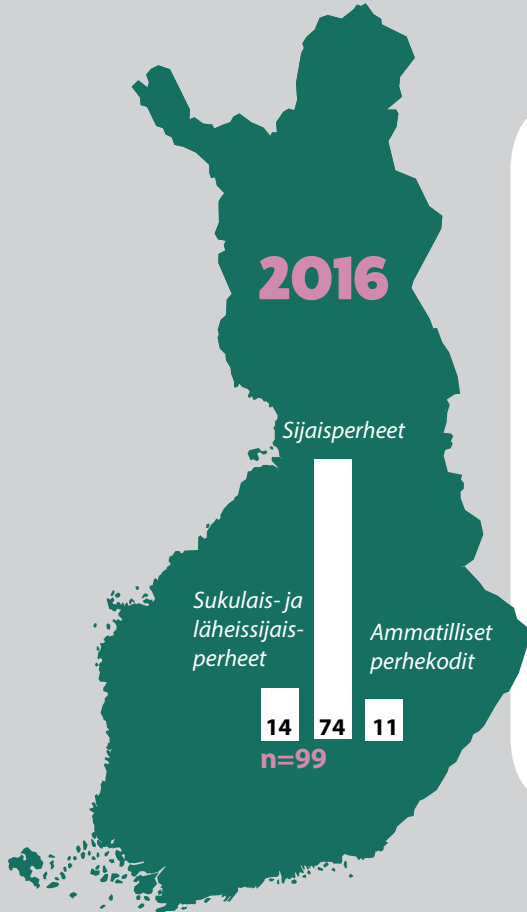 2016
Sijaisperheet
Sukulais- ja
läheissijais-
perheet
Ammatilliset
perhekodit
14 74 11
n=99